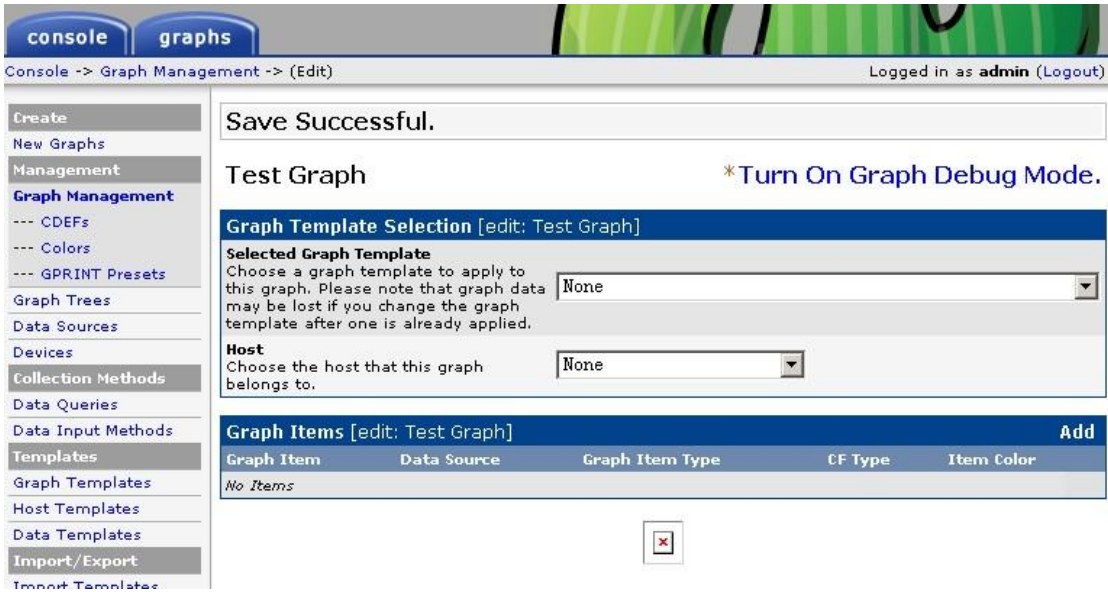 console graphs
Console -> Graph Management -> (Edit) Logged in as admin (Logout)
Create
New Graphs
Management
Graph Management
--- CDEFs
--- Colors
--- GPRINT Presets
Graph Trees
Data Sources
Devices
Collection Methods
Data Queries
Data Input Methods
Templates
Graph Templates
Host Templates
Data Templates
Import/Export
Import Templates
Save Successful.
Test Graph *Turn On Graph Debug Mode.
Graph Template Selection [edit: Test Graph]
Selected Graph Template
Choose a graph template to apply to
this graph. Please note that graph data
may be lost if you change the graph
template after one is already applied.
None
Host
Choose the host that this graph
belongs to.
None
Graph Items [edit: Test Graph] Add
Graph Item Data Source Graph Item Type CF Type Item Color
No Items